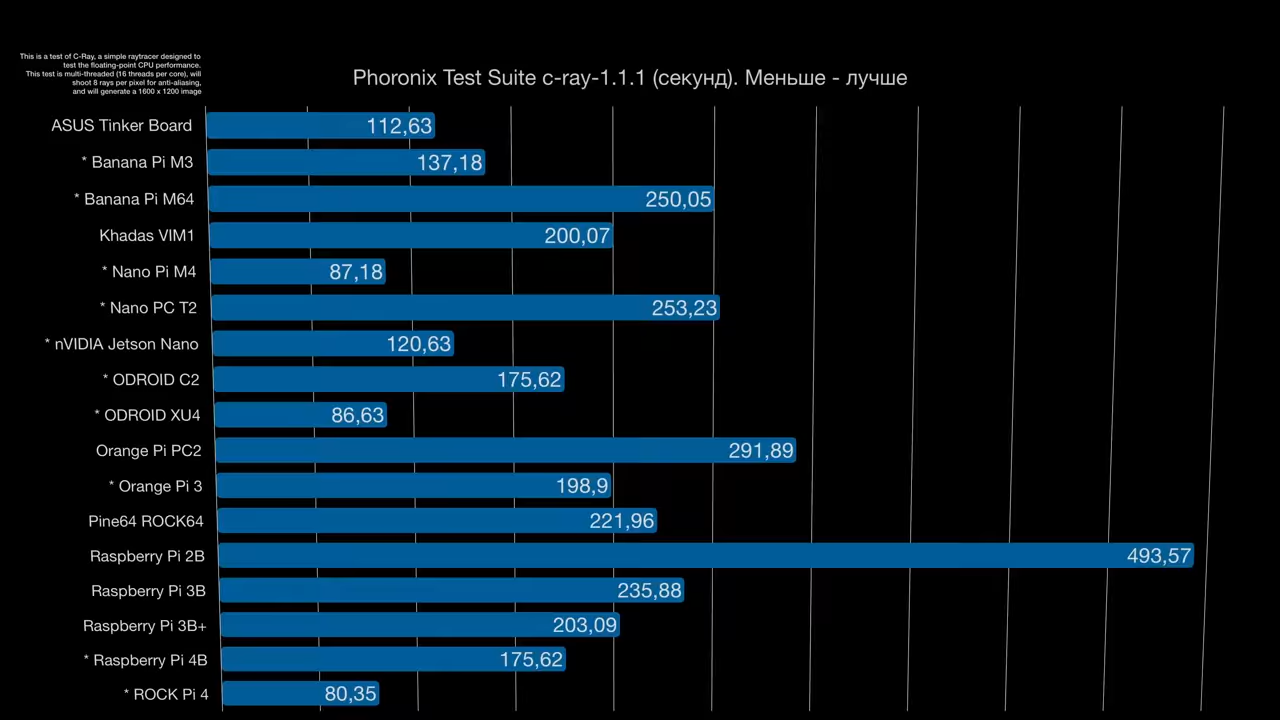 This is a test of C-Ray, a simple raytracer designed to
test the floating-point CPU performance.
This test is multi-threaded (16 threads per core), will
shoot 8 rays per pixel for anti-aliasing,
and will generate a 1600 x 1200 image
Phoronix Test Suite c-ray-1.1.1 (секунд). Меньше - лучше
ASUS Tinker Board 112,63
* Banana Pi M3 137,18
* Banana Pi M64 250,05
Khadas VIM1 200,07
* Nano Pi M4 87,18
* Nano PC T2 253,23
* nVIDIA Jetson Nano 120,63
* ODROID C2 175,62
* ODROID XU4 86,63
Orange Pi PC2 291,89
* Orange Pi 3 198,9
Pine64 ROCK64 221,96
Raspberry Pi 2B 493,57
Raspberry Pi 3B 235,88
Raspberry Pi 3B+ 203,09
* Raspberry Pi 4B 175,62
* ROCK Pi 4 80,35